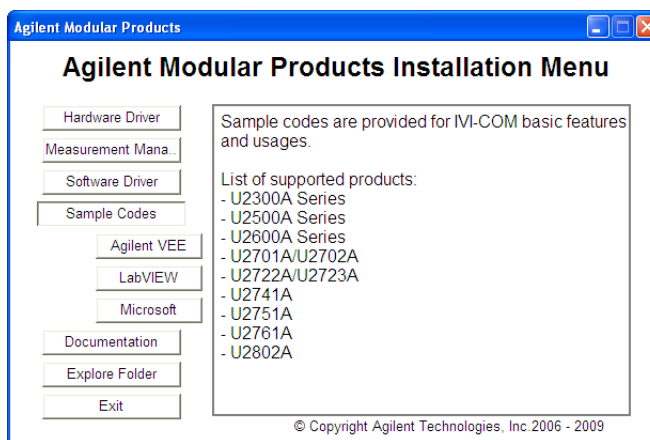 Agilent Modular Products
Agilent Modular Products Installation Menu
Hardware Driver
Measurement Mana..
Software Driver
Sample Codes
Agilent VEE
LabVIEW
Microsoft
Documentation
Explore Folder
Exit
Sample codes are provided for IVI-COM basic features
and usages.
List of supported products:
- U2300A Series
- U2500A Series
- U2600A Series
- U2701A/U2702A
- U2722A/U2723A
- U2741A
- U2751A
- U2761A
- U2802A
© Copyright Agilent Technologies, Inc.2006 - 2009